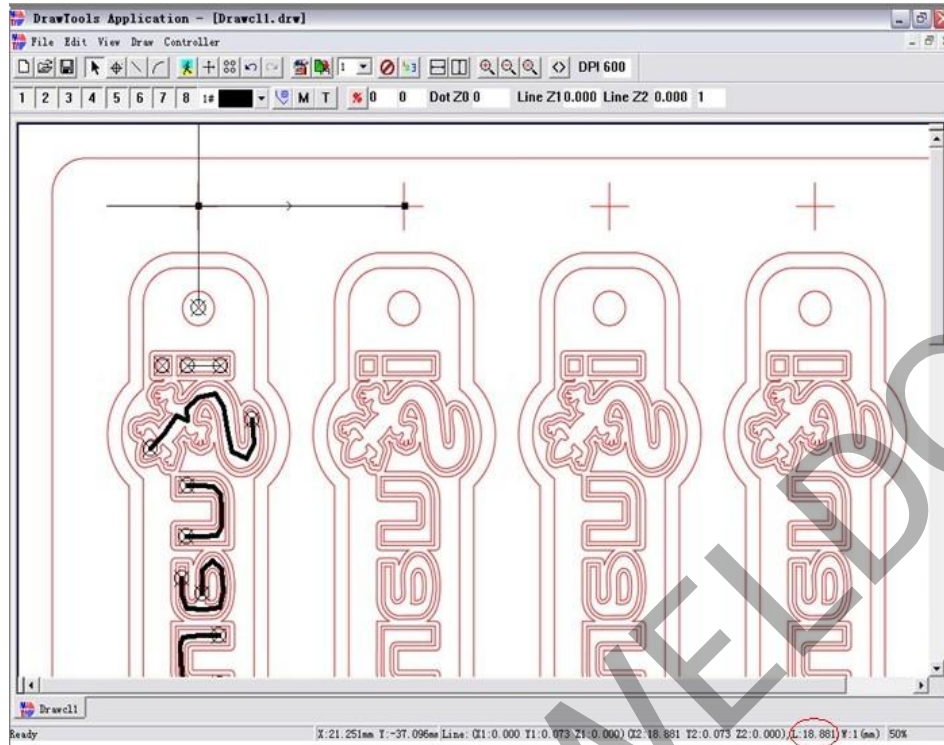 DrawTools Application - [Drawcl1.drw]
File Edit View Draw Controller
1 DPI 600
1 2 3 4 5 6 7 8 1# M T % 0 0 Dot Z0 0 Line Z1 0.000 Line Z2 0.000 1
Drawcl1
Ready X:21.251mm Y:-37.096mm Line: (X1:0.000 Y1:0.073 Z1:0.000) (X2:18.881 Y2:0.073 Z2:0.000), L:18.881 W:1 (mm) 50%
WELDO